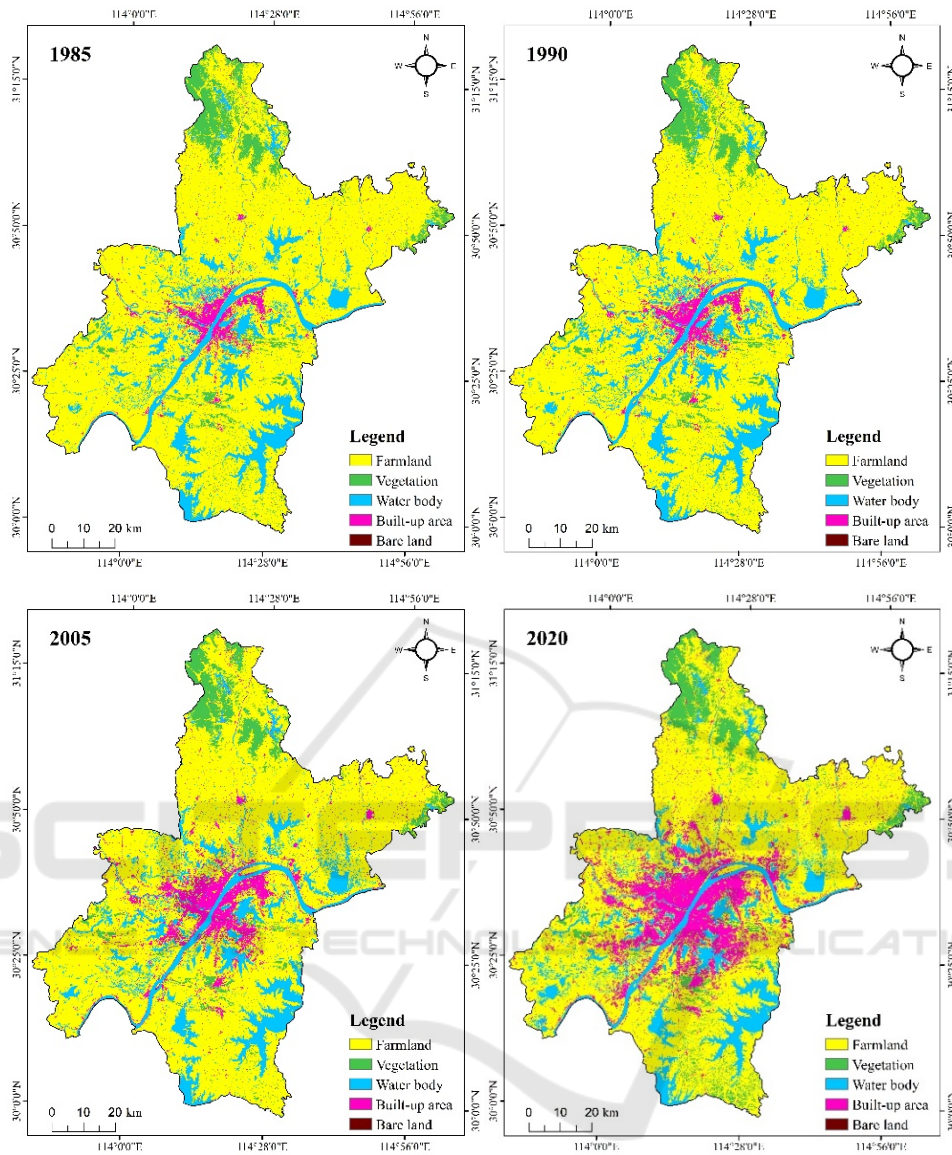 114°0'0"E 114°28'0"E 114°56'0"E
1985
N
W E
S
31°15'0"N
30°50'0"N
30°25'0"N
30°0'0"N
Legend
Farmland
Vegetation
Water body
Built-up area
Bare land
0 10 20 km
114°0'0"E 114°28'0"E 114°56'0"E
114°0'0"E 114°28'0"E 114°56'0"E
1990
N
W E
S
31°15'0"N
30°50'0"N
30°25'0"N
30°0'0"N
Legend
Farmland
Vegetation
Water body
Built-up area
Bare land
0 10 20 km
114°0'0"E 114°28'0"E 114°56'0"E
114°0'0"E 114°28'0"E 114°56'0"E
2005
N
W E
S
31°15'0"N
30°50'0"N
30°25'0"N
30°0'0"N
Legend
Farmland
Vegetation
Water body
Built-up area
Bare land
0 10 20 km
114°0'0"E 114°28'0"E 114°56'0"E
114°0'0"E 114°28'0"E 114°56'0"E
2020
N
W E
S
31°15'0"N
30°50'0"N
30°25'0"N
30°0'0"N
Legend
Farmland
Vegetation
Water body
Built-up area
Bare land
0 10 20 km
114°0'0"E 114°28'0"E 114°56'0"E
SCITEPRESS